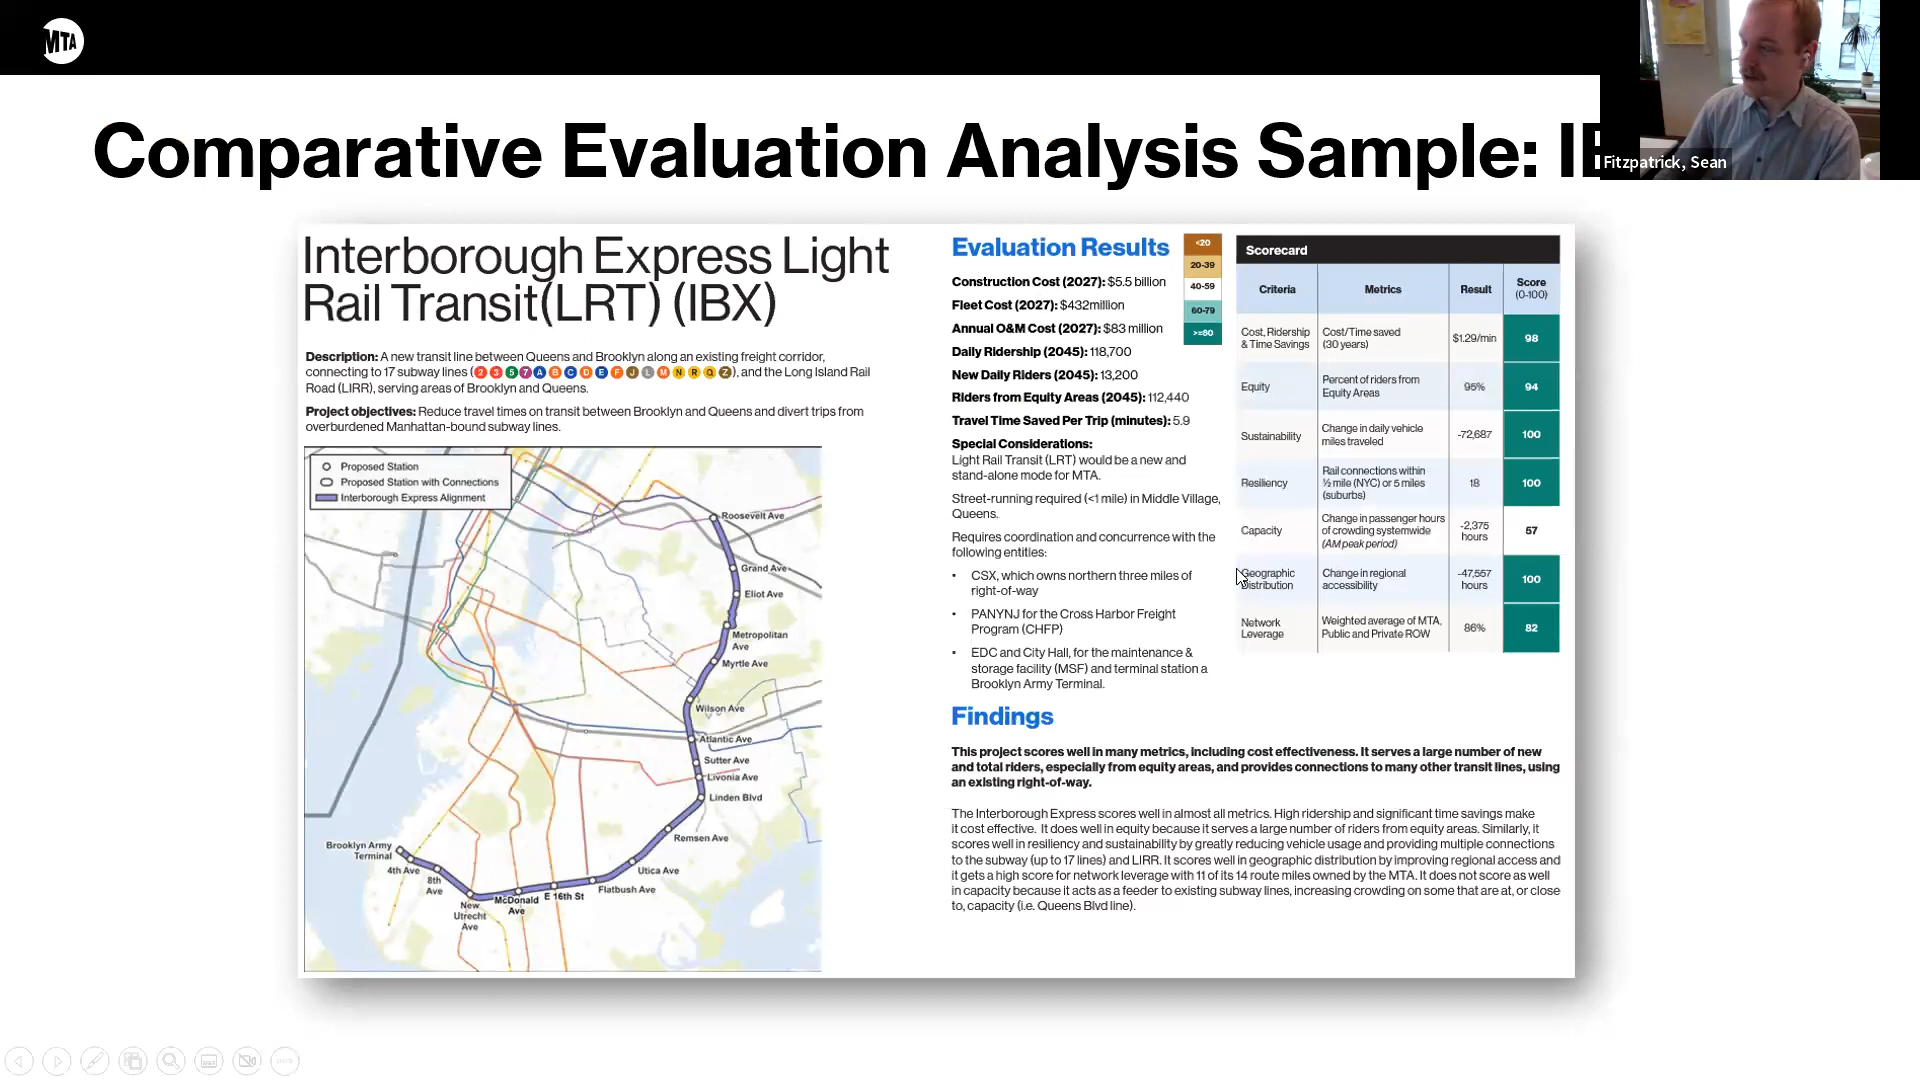 MTA
Comparative Evaluation Analysis Sample: IB
Fitzpatrick, Sean
Interborough Express Light
Rail Transit(LRT) (IBX)
Description: A new transit line between Queens and Brooklyn along an existing freight corridor,
connecting to 17 subway lines (2 3 5 7 A B C D E F J L M N R Q Z), and the Long Island Rail
Road (LIRR), serving areas of Brooklyn and Queens.
Project objectives: Reduce travel times on transit between Brooklyn and Queens and divert trips from
overburdened Manhattan-bound subway lines.
Proposed Station
Proposed Station with Connections
Interborough Express Alignment
Roosevelt Ave
Grand Ave
Eliot Ave
Metropolitan
Ave
Myrtle Ave
Wilson Ave
Atlantic Ave
Sutter Ave
Livonia Ave
Linden Blvd
Remsen Ave
Utica Ave
Flatbush Ave
E 16th St
McDonald
Ave
New
Utrecht
Ave
8th
Ave
4th Ave
Brooklyn Army
Terminal
Evaluation Results
<20
20-39
40-59
60-79
>=80
Construction Cost (2027): $5.5 billion
Fleet Cost (2027): $432million
Annual O&M Cost (2027): $83 million
Daily Ridership (2045): 118,700
New Daily Riders (2045): 13,200
Riders from Equity Areas (2045): 112,440
Travel Time Saved Per Trip (minutes): 5.9
Special Considerations:
Light Rail Transit (LRT) would be a new and
stand-alone mode for MTA.
Street-running required (<1 mile) in Middle Village,
Queens.
Requires coordination and concurrence with the
following entities:
• CSX, which owns northern three miles of
right-of-way
• PANYNJ for the Cross Harbor Freight
Program (CHFP)
• EDC and City Hall, for the maintenance &
storage facility (MSF) and terminal station a
Brooklyn Army Terminal.
Scorecard
Criteria Metrics Result Score
(0-100)
Cost, Ridership
& Time Savings
Cost/Time saved
(30 years)
$1.29/min
98
Equity
Percent of riders from
Equity Areas
95%
94
Sustainability
Change in daily vehicle
miles traveled
-72,687
100
Resiliency
Rail connections within
½ mile (NYC) or 5 miles
(suburbs)
18
100
Capacity
Change in passenger hours
of crowding systemwide
(AM peak period)
-2,375
hours
57
Geographic
Distribution
Change in regional
accessibility
-47,557
hours
100
Network
Leverage
Weighted average of MTA,
Public and Private ROW
86%
82
Findings
This project scores well in many metrics, including cost effectiveness. It serves a large number of new
and total riders, especially from equity areas, and provides connections to many other transit lines, using
an existing right-of-way.
The Interborough Express scores well in almost all metrics. High ridership and significant time savings make
it cost effective. It does well in equity because it serves a large number of riders from equity areas. Similarly, it
scores well in resiliency and sustainability by greatly reducing vehicle usage and providing multiple connections
to the subway (up to 17 lines) and LIRR. It scores well in geographic distribution by improving regional access and
it gets a high score for network leverage with 11 of its 14 route miles owned by the MTA. It does not score as well
in capacity because it acts as a feeder to existing subway lines, increasing crowding on some that are at, or close
to, capacity (i.e. Queens Blvd line).